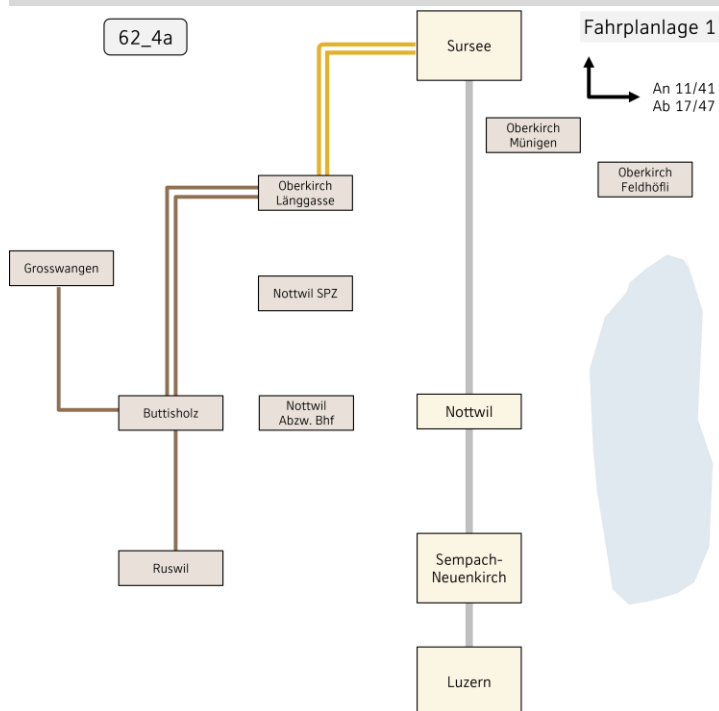 62_4a
Sursee
Fahrplanlage 1
An 11/41
Ab 17/47
Oberkirch
Münigen
Oberkirch
Feldhöfli
Oberkirch
Länggasse
Grosswangen
Nottwil SPZ
Buttisholz
Nottwil
Abzw. Bhf
Nottwil
Ruswil
Sempach-
Neuenkirch
Luzern